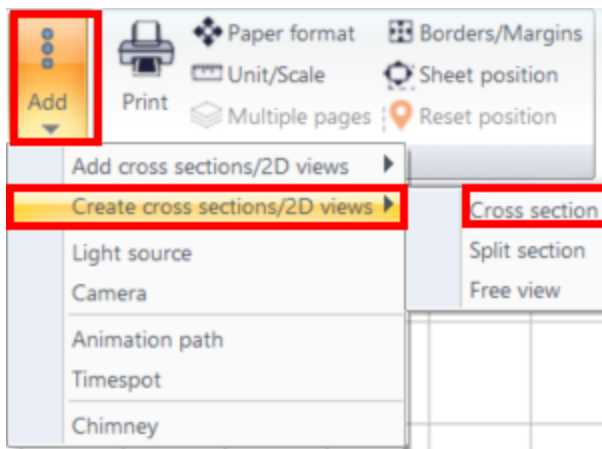 Add
Print
Paper format
Borders/Margins
Unit/Scale
Sheet position
Multiple pages
Reset position
Add cross sections/2D views
Create cross sections/2D views
Cross section
Light source
Split section
Camera
Free view
Animation path
Timespot
Chimney